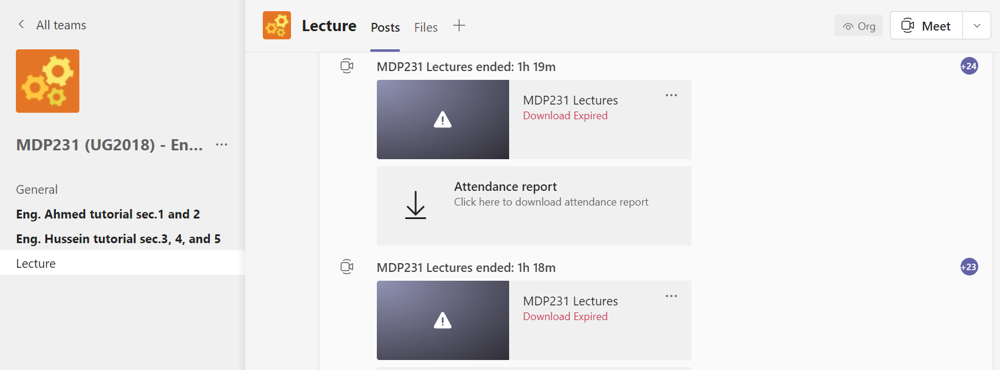 All teams
MDP231 (UG2018) - En...
General
Eng. Ahmed tutorial sec.1 and 2
Eng. Hussein tutorial sec.3, 4, and 5
Lecture
Lecture Posts Files
Org Meet
MDP231 Lectures ended: 1h 19m
+24
MDP231 Lectures
Download Expired
Attendance report
Click here to download attendance report
MDP231 Lectures ended: 1h 18m
+23
MDP231 Lectures
Download Expired